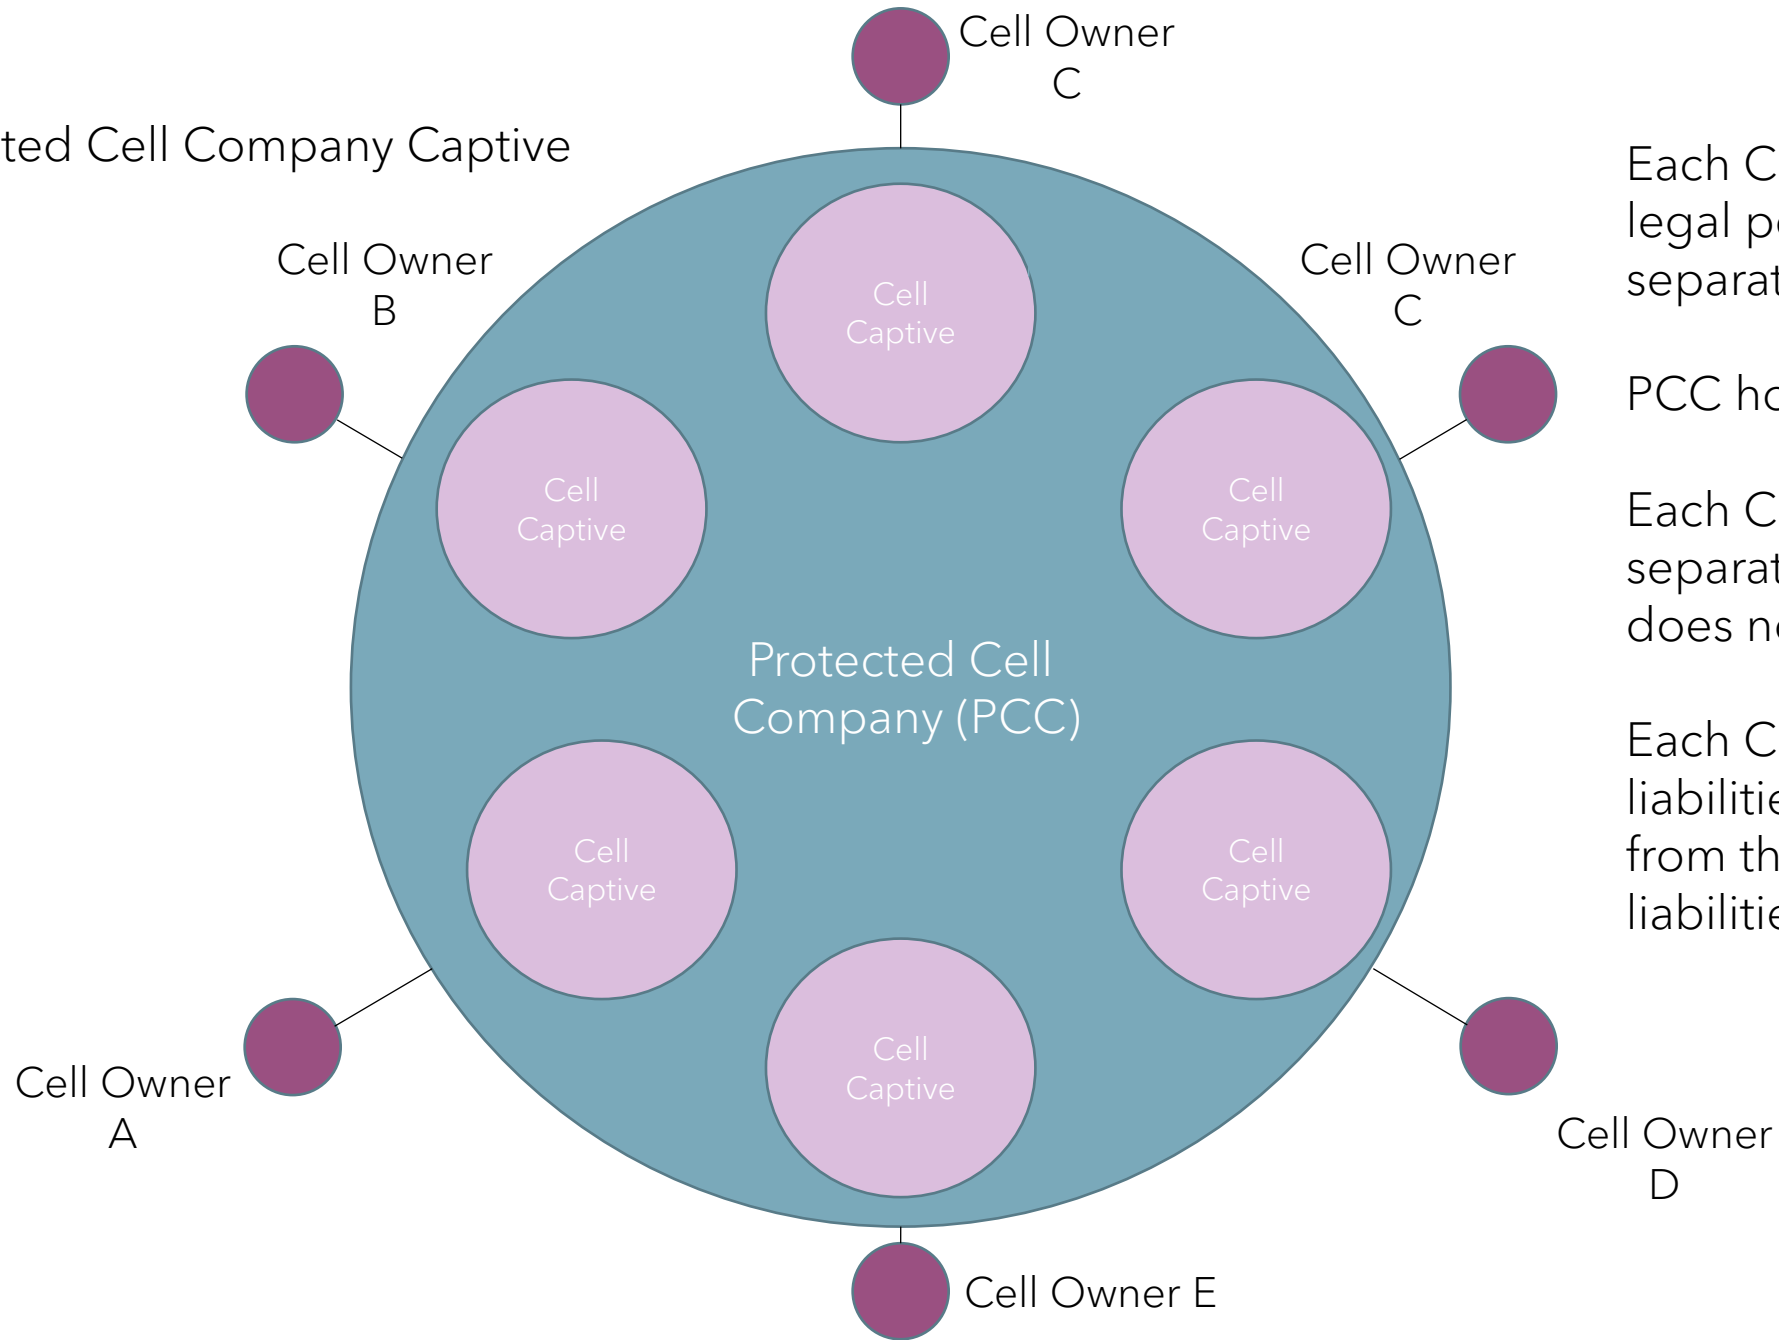 Cell Owner
C
ted Cell Company Captive
Cell Owner
B
Cell Owner
C
Cell
Captive
Cell
Captive
Cell
Captive
Protected Cell
Company (PCC)
Cell
Captive
Cell
Captive
Cell
Captive
Cell Owner
A
Cell Owner
D
Cell Owner E
Each C
legal p
separat
PCC h
Each C
separat
does n
Each C
liabilitie
from th
liabilitie